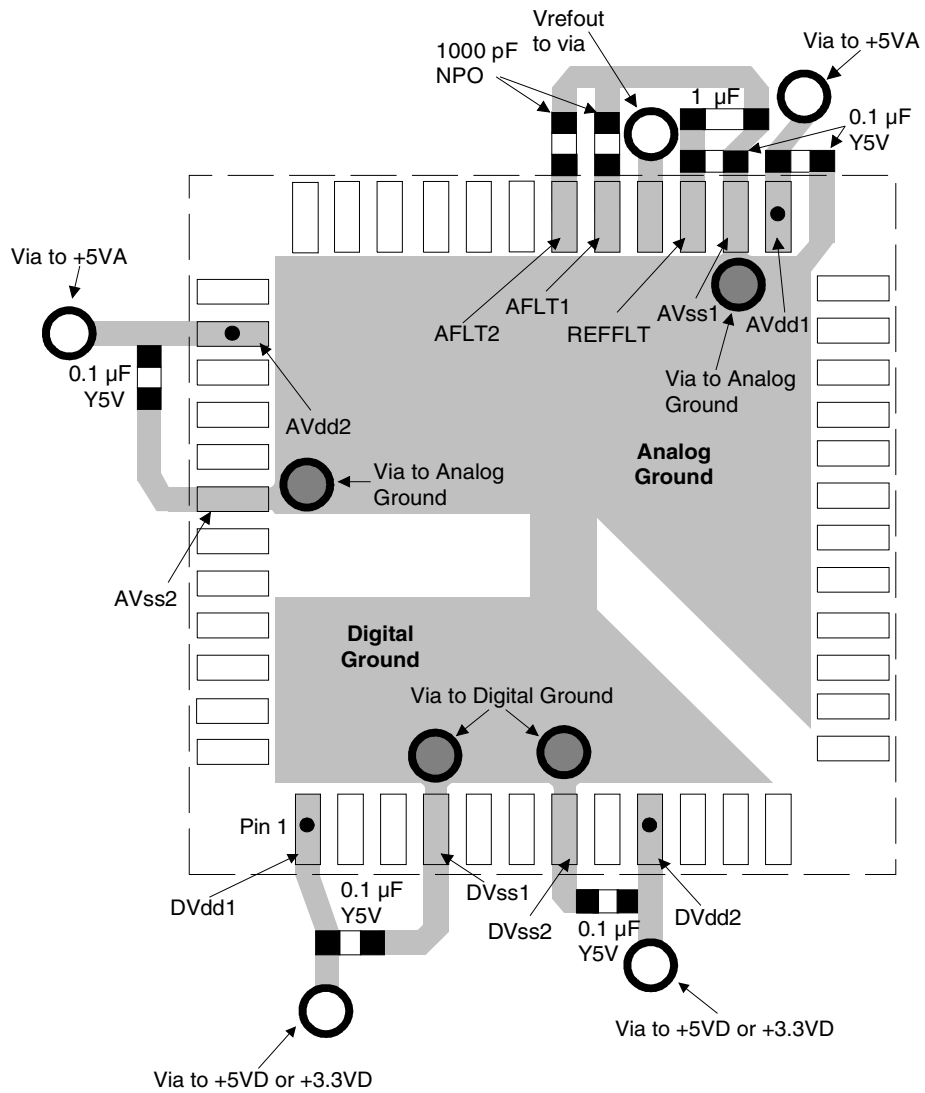 Vrefout
to via
Via to +5VA
1000 pF
NPO
1 µF
0.1 µF
Y5V
Via to +5VA
AFLT2
AFLT1
REFFLT
AVss1
AVdd1
0.1 µF
Y5V
Via to Analog
Ground
AVdd2
Analog
Ground
Via to Analog
Ground
AVss2
Digital
Ground
Via to Digital Ground
Pin 1
DVdd1
0.1 µF
Y5V
DVss1
DVss2
0.1 µF
Y5V
DVdd2
Via to +5VD or +3.3VD
Via to +5VD or +3.3VD